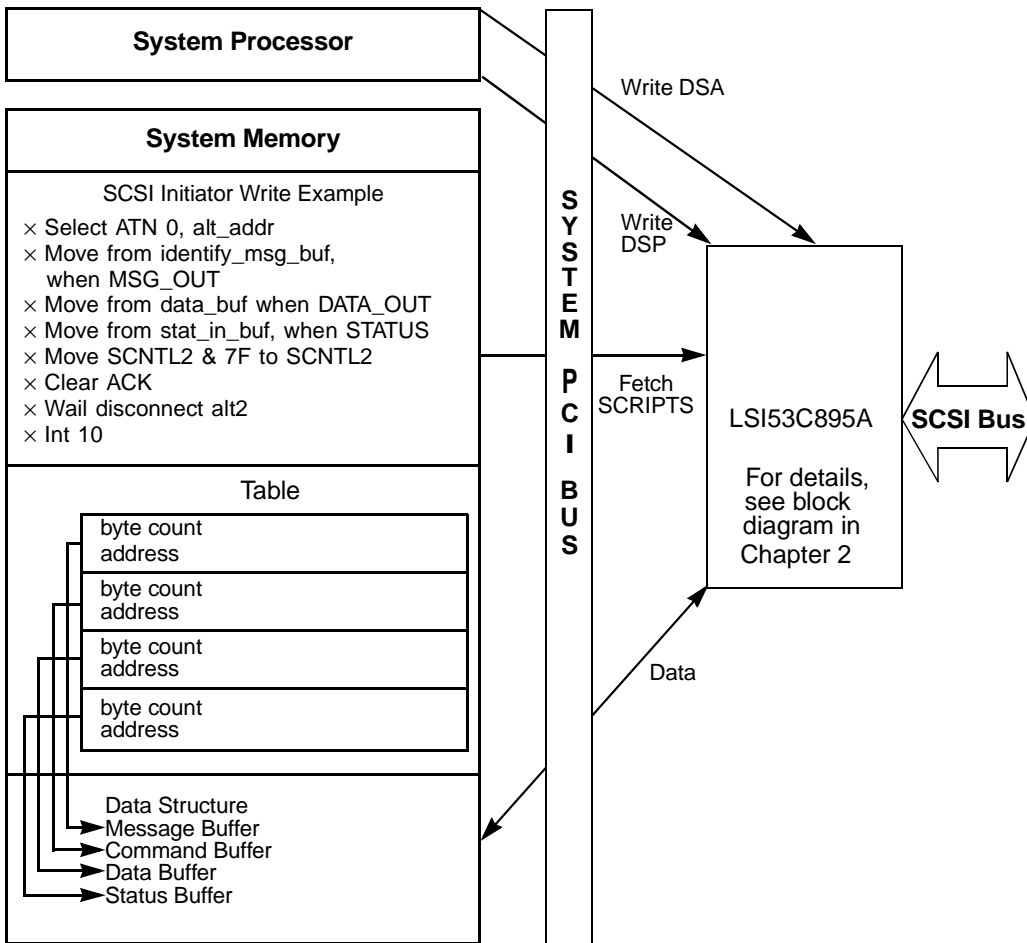 System Processor
System Memory
SCSI Initiator Write Example
× Select ATN 0, alt_addr
× Move from identify_msg_buf,
when MSG_OUT
× Move from data_buf when DATA_OUT
× Move from stat_in_buf, when STATUS
× Move SCNTL2 & 7F to SCNTL2
× Clear ACK
× Wail disconnect alt2
× Int 10
Table
byte count
address
byte count
address
byte count
address
byte count
address
Data Structure
Message Buffer
Command Buffer
Data Buffer
Status Buffer
SYSTEM PCI BUS
Write DSA
Write
DSP
Fetch
SCRIPTS
Data
LSI53C895A
For details,
see block
diagram in
Chapter 2
SCSI Bus